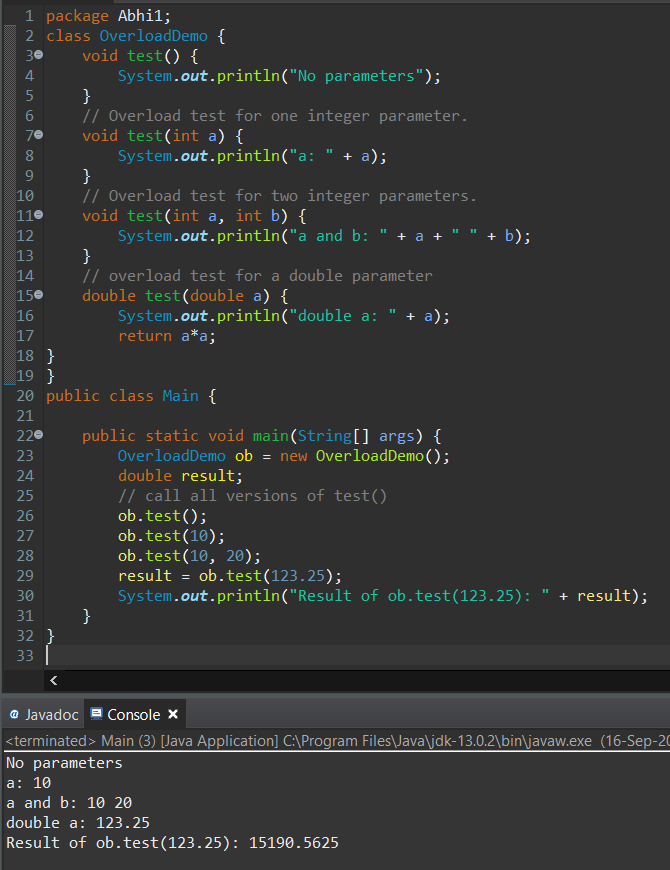 1 package Abhi1;
2 class OverloadDemo {
3 void test() {
4 System.out.println("No parameters");
5 }
6 // Overload test for one integer parameter.
7 void test(int a) {
8 System.out.println("a: " + a);
9 }
10 // Overload test for two integer parameters.
11 void test(int a, int b) {
12 System.out.println("a and b: " + a + " " + b);
13 }
14 // overload test for a double parameter
15 double test(double a) {
16 System.out.println("double a: " + a);
17 return a*a;
18 }
19 }
20 public class Main {
21
22 public static void main(String[] args) {
23 OverloadDemo ob = new OverloadDemo();
24 double result;
25 // call all versions of test()
26 ob.test();
27 ob.test(10);
28 ob.test(10, 20);
29 result = ob.test(123.25);
30 System.out.println("Result of ob.test(123.25): " + result);
31 }
32 }
33
@ Javadoc Console
<terminated> Main (3) [Java Application] C:\Program Files\Java\jdk-13.0.2\bin\javaw.exe (16-Sep-20
No parameters
a: 10
a and b: 10 20
double a: 123.25
Result of ob.test(123.25): 15190.5625